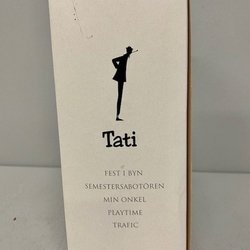 Tati
FEST I BYN
SEMESTERSABOTÖREN
MIN ONKEL
PLAYTIME
TRAFIC